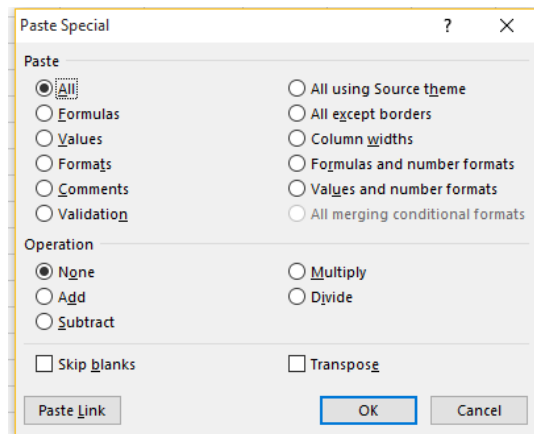 Paste Special ?
Paste
All All using Source theme
Formulas All except borders
Values Column widths
Formats Formulas and number formats
Comments Values and number formats
Validation All merging conditional formats
Operation
None Multiply
Add Divide
Subtract
Skip blanks Transpose
Paste Link OK Cancel